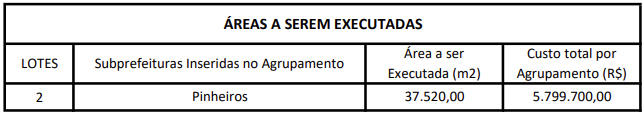 ÁREAS A SEREM EXECUTADAS
LOTES Subprefeituras Inseridas no Agrupamento Área a ser Executada (m2) Custo total por Agrupamento (R$)
2 Pinheiros 37.520,00 5.799.700,00